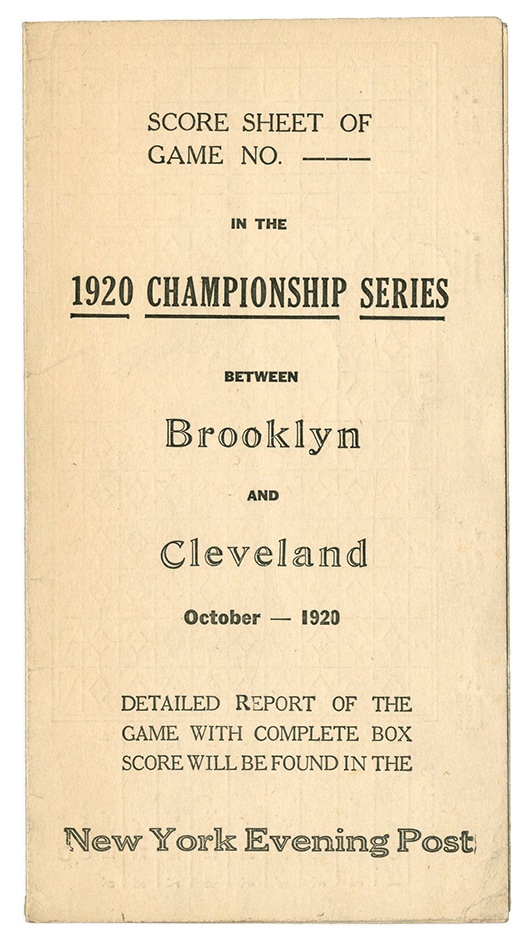 SCORE SHEET OF
GAME NO. ———
IN THE
1920 CHAMPIONSHIP SERIES
BETWEEN
Brooklyn
AND
Cleveland
October — 1920
DETAILED REPORT OF THE
GAME WITH COMPLETE BOX
SCORE WILL BE FOUND IN THE
New York Evening Post